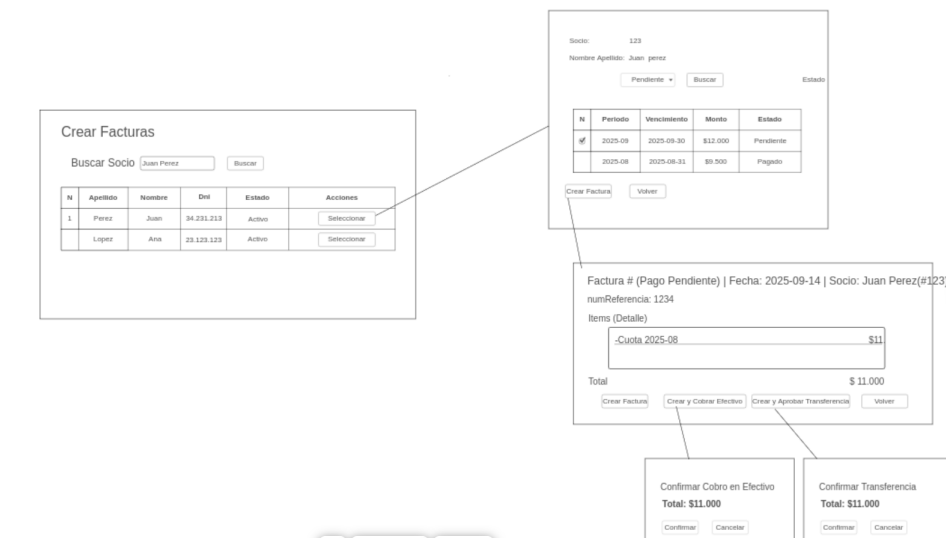 Crear Facturas
Buscar Socio Juan Perez Buscar
N Apellido Nombre Dni Estado Acciones
1 Perez Juan 34.231.213 Activo Seleccionar
Lopez Ana 23.123.123 Activo Seleccionar
Socio: 123
Nombre Apellido: Juan perez
Pendiente Buscar Estado
N Periodo Vencimiento Monto Estado
2025-09 2025-09-30 $12.000 Pendiente
2025-08 2025-08-31 $9.500 Pagado
Crear Factura Volver
Factura # (Pago Pendiente) | Fecha: 2025-09-14 | Socio: Juan Perez(#123)
numReferencia: 1234
Items (Detalle)
-Cuota 2025-08 $11
Total $ 11.000
Crear Factura Crear y Cobrar Efectivo Crear y Aprobar Transferencia Volver
Confirmar Cobro en Efectivo
Total: $11.000
Confirmar Cancelar
Confirmar Transferencia
Total: $11.000
Confirmar Cancelar